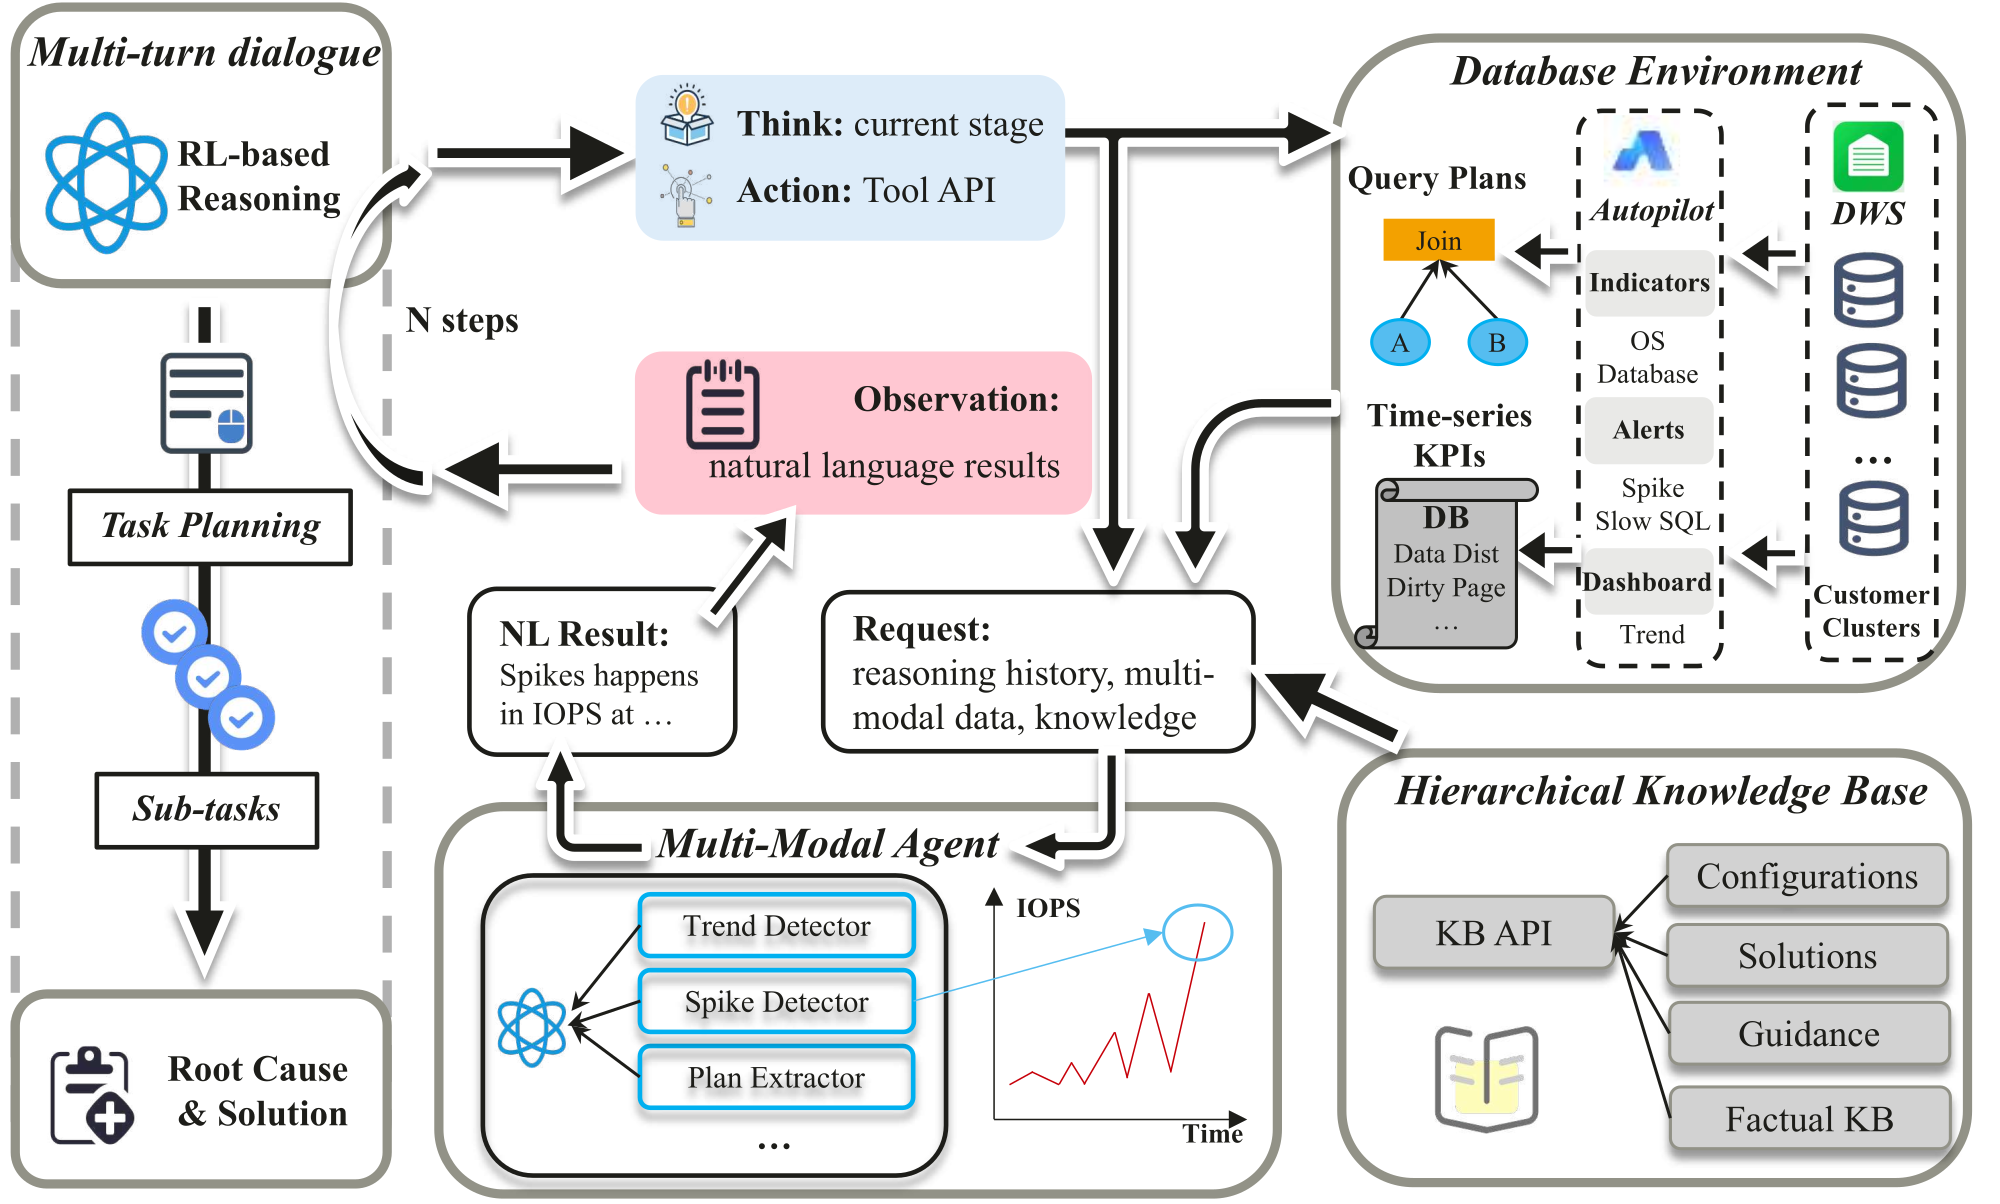 Multi-turn dialogue
RL-based
Reasoning
N steps
Task Planning
Sub-tasks
Root Cause
& Solution
Think: current stage
Action: Tool API
Observation:
natural language results
NL Result:
Spikes happens
in IOPS at ...
Request:
reasoning history, multi-
modal data, knowledge
Multi-Modal Agent
Trend Detector
Spike Detector
Plan Extractor
...
IOPS
Time
Database Environment
Query Plans
Join
A
B
Time-series
KPIs
DB
Data Dist
Dirty Page
...
Autopilot
Indicators
OS
Database
Alerts
Spike
Slow SQL
Dashboard
Trend
DWS
...
Customer
Clusters
Hierarchical Knowledge Base
KB API
Configurations
Solutions
Guidance
Factual KB